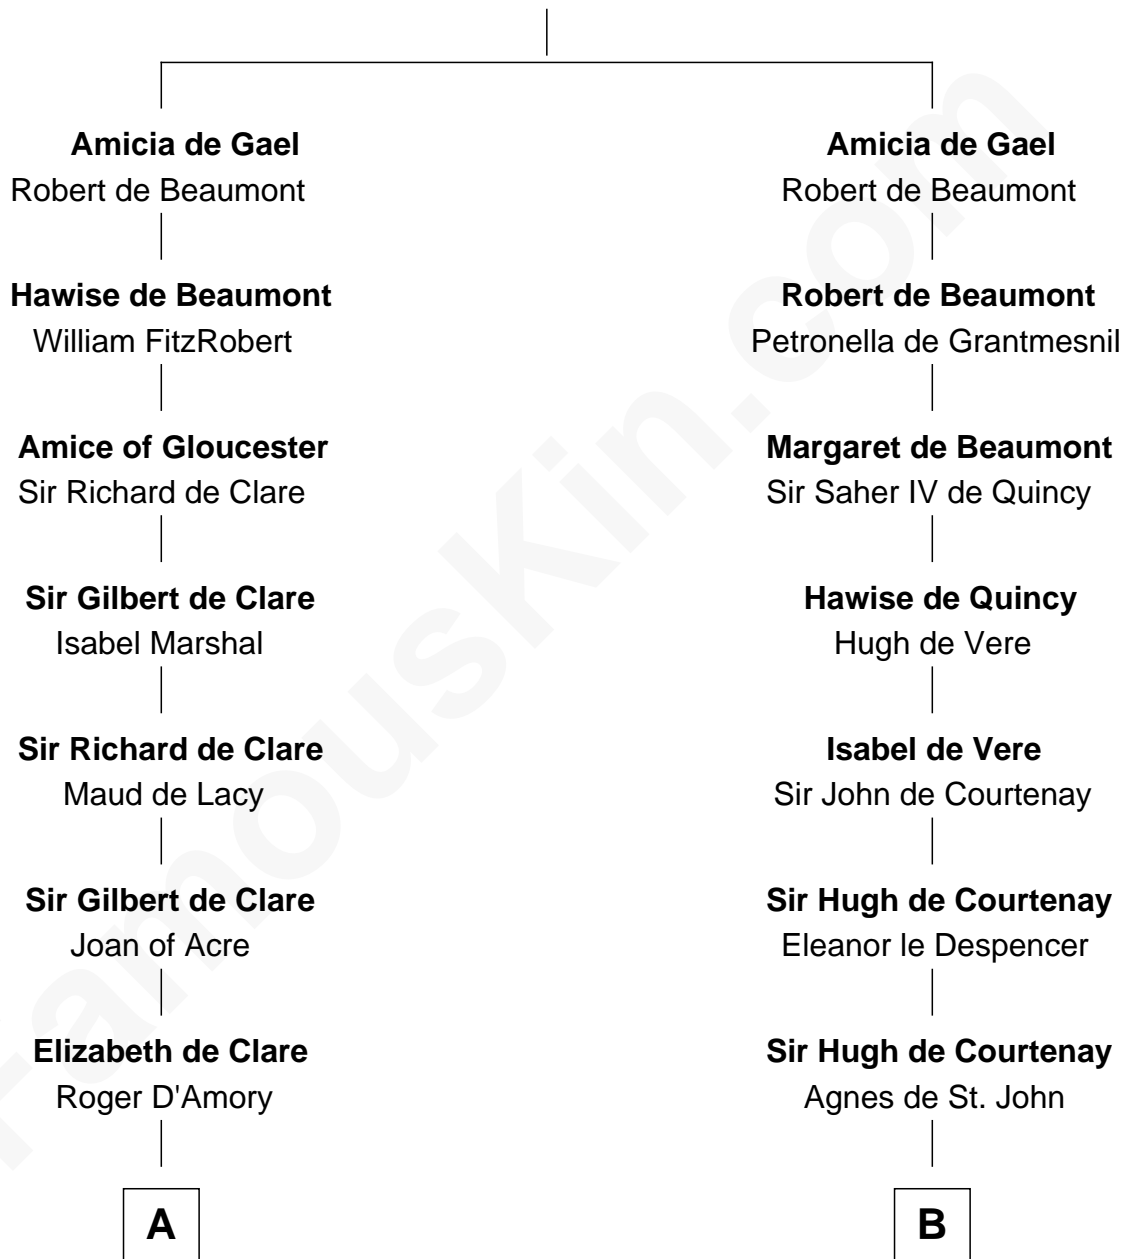 Amicia de Gael
Robert de Beaumont
Hawise de Beaumont
William FitzRobert
Amice of Gloucester
Sir Richard de Clare
Sir Gilbert de Clare
Isabel Marshal
Sir Richard de Clare
Maud de Lacy
Sir Gilbert de Clare
Joan of Acre
Elizabeth de Clare
Roger D'Amory
A
Amicia de Gael
Robert de Beaumont
Robert de Beaumont
Petronella de Grantmesnil
Margaret de Beaumont
Sir Saher IV de Quincy
Hawise de Quincy
Hugh de Vere
Isabel de Vere
Sir John de Courtenay
Sir Hugh de Courtenay
Eleanor le Despencer
Sir Hugh de Courtenay
Agnes de St. John
B
FamousKin.com